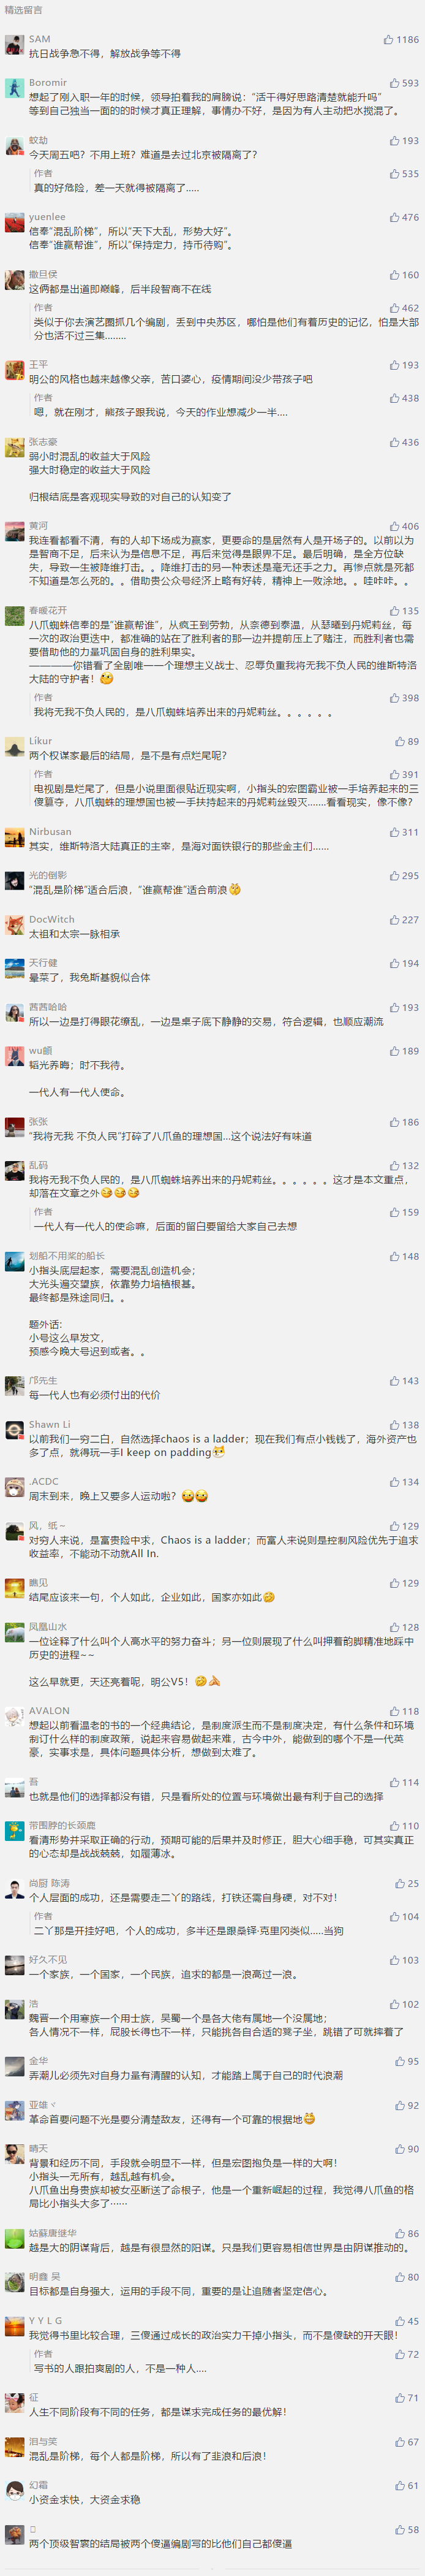 精选留言
SAM 1186
抗日战争急不得，解放战争等不得
Boromir 593
想起了刚入职一年的时候，领导拍着我的肩膀说：“活干得好思路清楚就能升吗”
等到自己独当一面的的时候才真正理解，事情办不好，是因为有人主动把水搅混了。
蚊劫 193
今天周五吧？不用上班？难道是去过北京被隔离了？
作者 535
真的好危险，差一天就得被隔离了.....
yuenlee 476
信奉“混乱阶梯”，所以“天下大乱，形势大好”。
信奉“谁赢帮谁”，所以“保持定力，持币待购”。
撒旦侯 160
这俩都是出道即巅峰，后半段智商不在线
作者 462
类似于你去演艺圈抓几个编剧，丢到中央苏区，哪怕是他们有着历史的记忆，怕是大部
分也活不过三集........
王平 193
明公的风格也越来越像父亲，苦口婆心，疫情期间没少带孩子吧
作者 438
嗯，就在刚才，熊孩子跟我说，今天的作业想减少一半....
张志豪 436
弱小时混乱的收益大于风险
强大时稳定的收益大于风险
归根结底是客观现实导致的对自己的认知变了
黄河 406
我连看都看不清，有的人却下场成为赢家，更要命的是居然有人是开场子的。以前以为
是智商不足，后来认为是信息不足，再后来觉得是眼界不足。最后明确，是全方位缺
失，导致一生被降维打击。。降维打击的另一种表述是毫无还手之力。再惨点就是死都
不知道是怎么死的。。借助贵公众号经济上略有好转，精神上一败涂地。。哇咔咔。。
春暖花开 135
八爪蜘蛛信奉的是“谁赢帮谁”，从疯王到劳勃，从奈德到泰温，从瑟曦到丹妮莉丝，每
一次的政治更迭中，都准确的站在了胜利者的那一边并提前压上了赌注，而胜利者也需
要借助他的力量巩固自身的胜利果实。
————你错看了全剧唯一一个理想主义战士、忍辱负重我将无我不负人民的维斯特洛
大陆的守护者！
作者 398
我将无我不负人民的，是八爪蜘蛛培养出来的丹妮莉丝。。。。。。
Likur 89
两个权谋家最后的结局，是不是有点烂尾呢？
作者 391
电视剧是烂尾了，但是小说里面很贴近现实啊，小指头的宏图霸业被一手培养起来的三
傻篡夺，八爪蜘蛛的理想国也被一手扶持起来的丹妮莉丝毁灭.......看看现实，像不像？
Nirbusan 311
其实，维斯特洛大陆真正的主宰，是海对面铁银行的那些金主们......
光的倒影 295
“混乱是阶梯”适合后浪，“谁赢帮谁”适合前浪
DocWitch 227
太祖和太宗一脉相承
天行健 194
晕菜了，我兔斯基貌似合体
茜茜哈哈 193
所以一边是打得眼花缭乱，一边是桌子底下静静的交易，符合逻辑，也顺应潮流
189
韬光养晦；时不我待。
一代人有一代人使命。
张张 186
“我将无我 不负人民”打碎了八爪鱼的理想国...这个说法好有味道
乱码 132
我将无我不负人民的，是八爪蜘蛛培养出来的丹妮莉丝。。。。。。这才是本文重点，
却落在文章之外
作者 159
一代人有一代人的使命嘛，后面的留白要留给大家自己去想
划船不用桨的船长 148
小指头底层起家，需要混乱创造机会；
大光头遍交望族，依靠势力培植根基。
最终都是殊途同归。。
题外话:
小号这么早发文，
预感今晚大号迟到或者。。
邝先生 143
每一代人也有必须付出的代价
Shawn Li 138
以前我们一穷二白，自然选择chaos is a ladder；现在我们有点小钱钱了，海外资产也
多了点，就得玩一手I keep on padding
.ACDC 134
周末到来，晚上又要多人运动啦？
风，纸～ 129
对穷人来说，是富贵险中求，Chaos is a ladder；而富人来说则是控制风险优先于追求
收益率，不能动不动就All In.
瞧见 129
结尾应该来一句，个人如此，企业如此，国家亦如此
凤凰山水 128
一位诠释了什么叫个人高水平的努力奋斗；另一位则展现了什么叫押着韵脚精准地踩中
历史的进程~~
这么早就更，天还亮着呢，明公V5！
AVALON 118
想起以前看温老的书的一个经典结论，是制度派生而不是制度决定，有什么条件和环境
制订什么样的制度政策，说起来容易做起来难，古今中外，能做到的哪个不是一代英
豪，实事求是，具体问题具体分析，想做到太难了。
吾 114
也就是他们的选择都没有错，只是看所处的位置与环境做出最有利于自己的选择
带围脖的长颈鹿 110
看清形势并采取正确的行动，预期可能的后果并及时修正，胆大心细手稳，可其实真正
的心态却是战战兢兢，如履薄冰。
尚厨 陈涛 25
个人层面的成功，还是需要走二丫的路线，打铁还需自身硬，对不对！
作者 104
二丫那是开挂好吧，个人的成功，多半还是跟桑铎·克里冈类似.....当狗
好久不见 103
一个家族，一个国家，一个民族，追求的都是一浪高过一浪。
浩 102
魏晋一个用寒族一个用士族，吴蜀一个是各大佬有属地一个没属地；
各人情况不一样，屁股长得也不一样，只能挑各自合适的凳子坐，跳错了可就摔着了
金华 95
弄潮儿必须先对自身力量有清醒的认知，才能踏上属于自己的时代浪潮
亚雄ヾ 92
革命首要问题不光是要分清楚敌友，还得有一个可靠的根据地
晴天 90
背景和经历不同，手段就会明显不一样，但是宏图抱负是一样的大啊！
小指头一无所有，越乱越有机会。
八爪鱼出身贵族却被女巫断送了命根子，他是一个重新崛起的过程，我觉得八爪鱼的格
局比小指头大多了……
姑蘇唐继华 86
越是大的阴谋背后，越是有很显然的阳谋。只是我们更容易相信世界是由阴谋推动的。
明鑫 吴 80
目标都是自身强大，运用的手段不同，重要的是让追随者坚定信心。
Y Y L G 45
我觉得书里比较合理，三傻通过成长的政治实力干掉小指头，而不是傻缺的开天眼！
作者 72
写书的人跟拍爽剧的人，不是一种人....
征 71
人生不同阶段有不同的任务，都是谋求完成任务的最优解！
泪与笑 67
混乱是阶梯，每个人都是阶梯，所以有了韭浪和后浪！
幻霜 61
小资金求快，大资金求稳
58
两个顶级智囊的结局被两个傻逼编剧写的比他们自己都傻逼